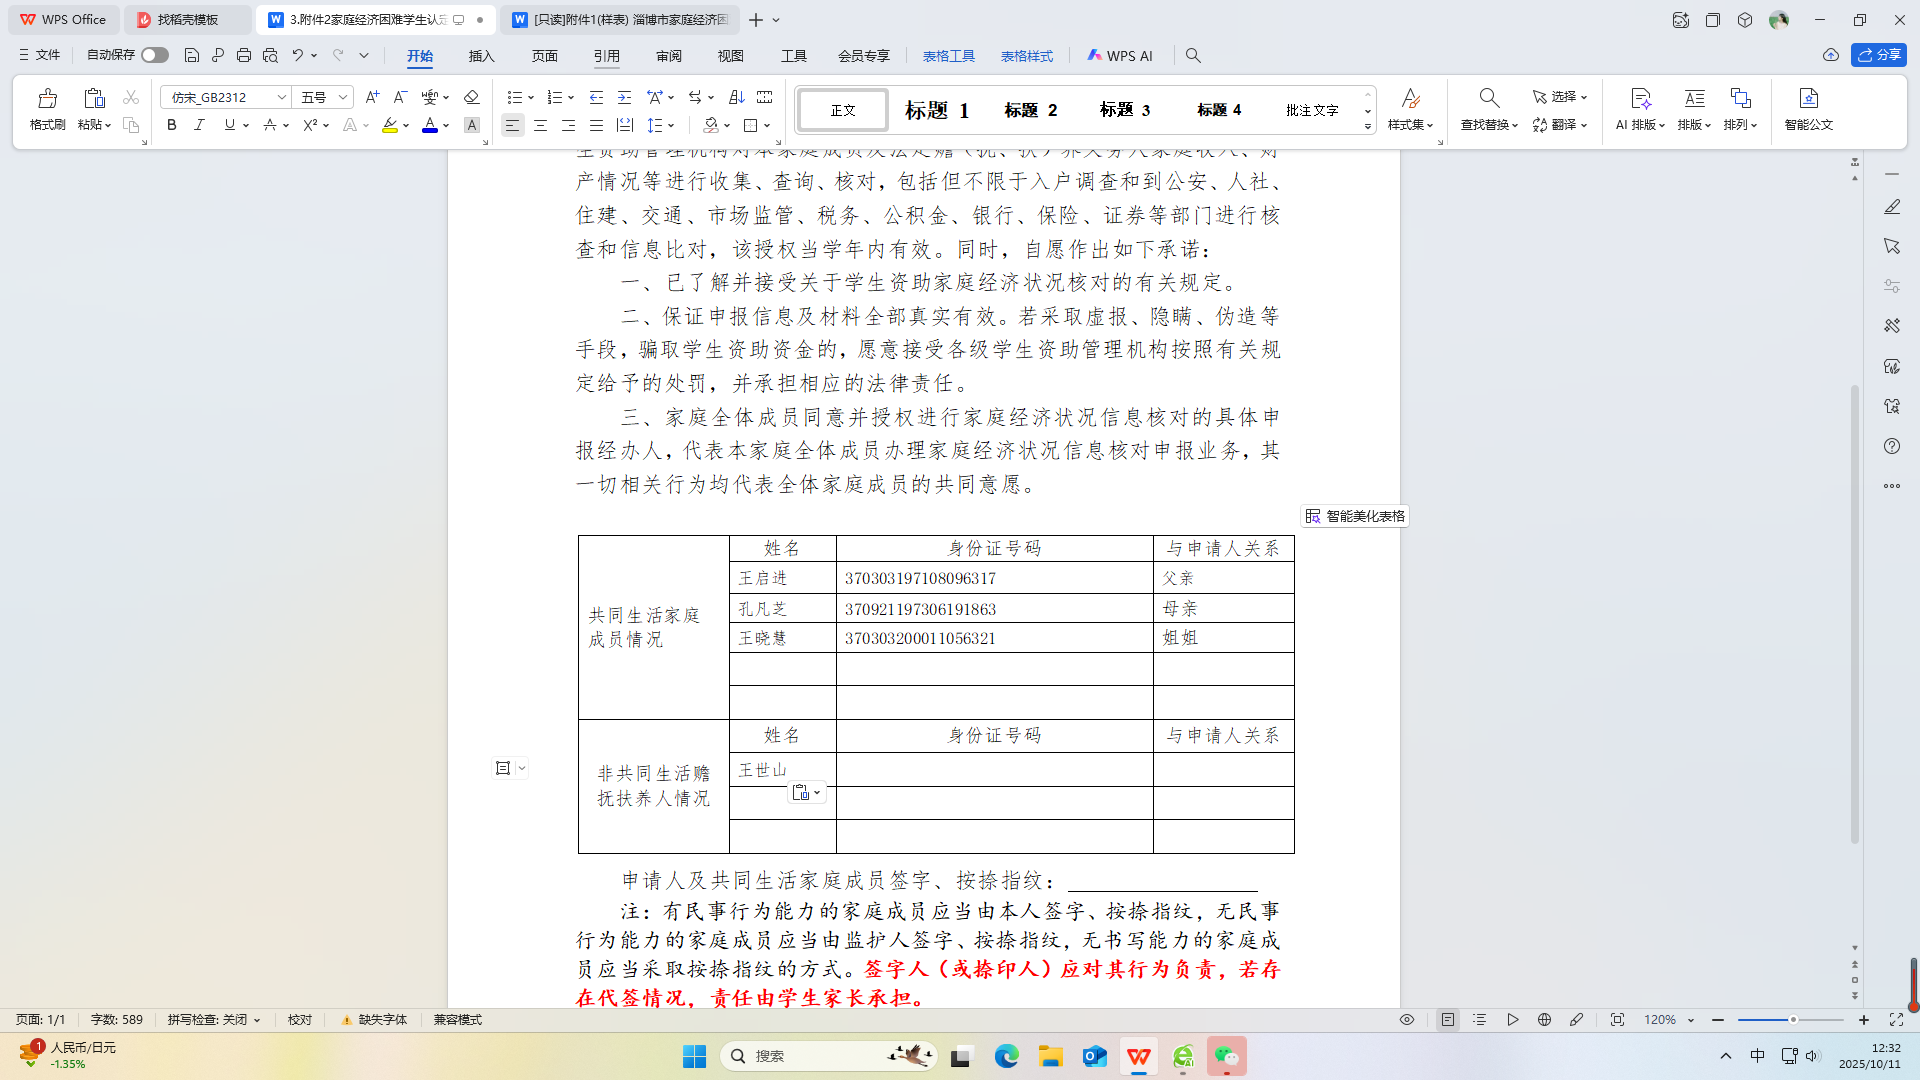 WPS Office
找稻壳模板
3.附件2家庭经济困难学生认定
[只读]附件1(样表) 淄博市家庭经济困
文件
自动保存
开始
插入
页面
引用
审阅
视图
工具
会员专享
表格工具
表格样式
WPS AI
分享
格式刷
粘贴
仿宋_GB2312
五号
正文
标题 1
标题 2
标题 3
标题 4
批注文字
样式集
查找替换
选择
翻译
AI 排版
排版
排列
智能公文
生资助管理机构对本家庭成员及法定赡（抚、扶）养义务人家庭收入、财
产情况等进行收集、查询、核对，包括但不限于入户调查和到公安、人社、
住建、交通、市场监管、税务、公积金、银行、保险、证券等部门进行核
查和信息比对，该授权当学年内有效。同时，自愿作出如下承诺：
一、已了解并接受关于学生资助家庭经济状况核对的有关规定。
二、保证申报信息及材料全部真实有效。若采取虚报、隐瞒、伪造等
手段，骗取学生资助资金的，愿意接受各级学生资助管理机构按照有关规
定给予的处罚，并承担相应的法律责任。
三、家庭全体成员同意并授权进行家庭经济状况信息核对的具体申
报经办人，代表本家庭全体成员办理家庭经济状况信息核对申报业务，其
一切相关行为均代表全体家庭成员的共同意愿。
智能美化表格
共同生活家庭
成员情况
姓名 身份证号码 与申请人关系
王启进 370303197108096317 父亲
孔凡芝 370921197306191863 母亲
王晓慧 370303200011056321 姐姐
非共同生活赡
抚扶养人情况
姓名 身份证号码 与申请人关系
王世山
申请人及共同生活家庭成员签字、按捺指纹：
注：有民事行为能力的家庭成员应当由本人签字、按捺指纹，无民事
行为能力的家庭成员应当由监护人签字、按捺指纹，无书写能力的家庭成
员应当采取按捺指纹的方式。签字人（或捺印人）应对其行为负责，若存
在代签情况，责任由学生家长承担。
页面: 1/1
字数: 589
拼写检查: 关闭
校对
缺失字体
兼容模式
120%
1
人民币/日元
-1.35%
搜索
中
12:32
2025/10/11